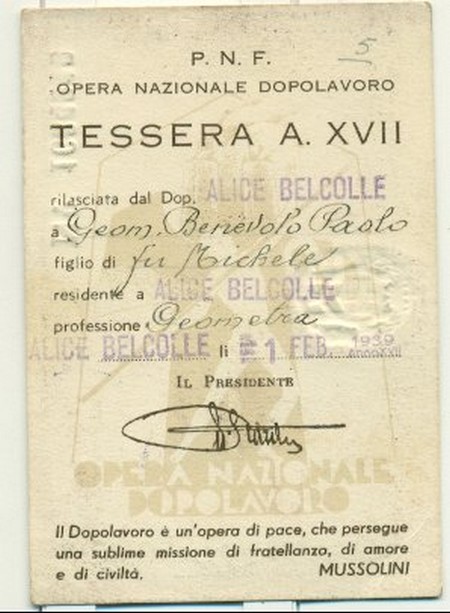 5
P. N. F.
OPERA NAZIONALE DOPOLAVORO
TESSERA A. XVII
rilasciata dal Dop. ALICE BELCOLLE
a Geom. Benevolo Paolo
figlio di fu Michele
residente a ALICE BELCOLLE
professione Geometra
ALICE BELCOLLE li 21 FEB. 1939
IL PRESIDENTE
OPERA NAZIONALE
DOPOLAVORO
Il Dopolavoro è un'opera di pace, che persegue
una sublime missione di fratellanza, di amore
e di civiltà. MUSSOLINI